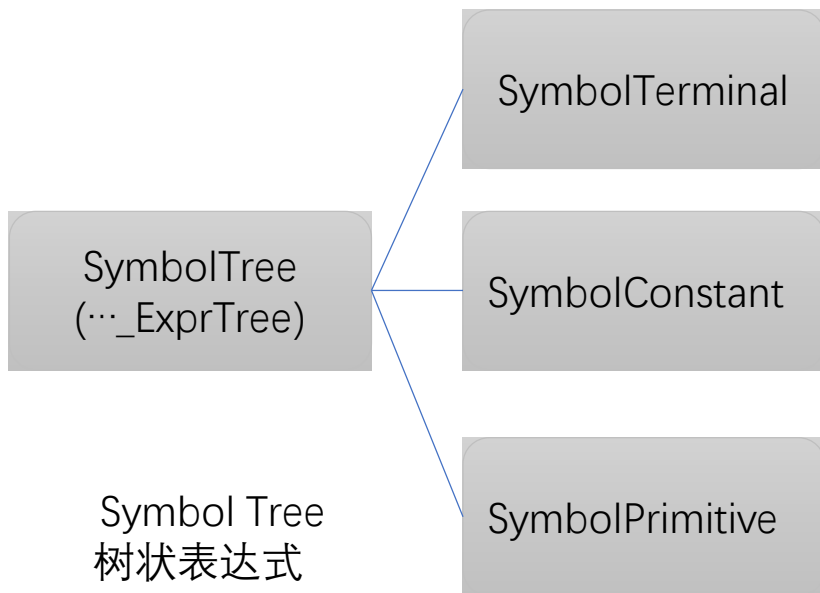 SymbolTerminal
SymbolTree
(…_ExprTree)
SymbolConstant
SymbolPrimitive
Symbol Tree
树状表达式